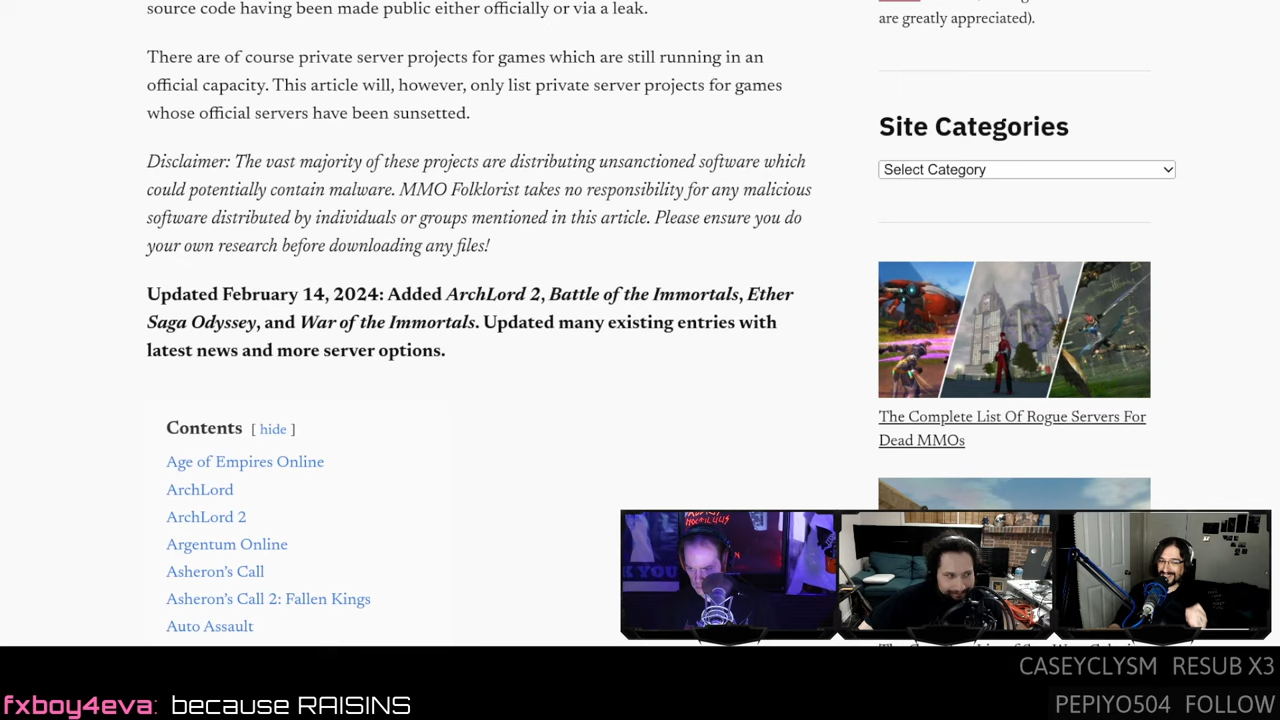 source code having been made public either officially or via a leak.
There are of course private server projects for games which are still running in an
official capacity. This article will, however, only list private server projects for games
whose official servers have been sunsetted.
Disclaimer: The vast majority of these projects are distributing unsanctioned software which
could potentially contain malware. MMO Folklorist takes no responsibility for any malicious
software distributed by individuals or groups mentioned in this article. Please ensure you do
your own research before downloading any files!
Updated February 14, 2024: Added ArchLord 2, Battle of the Immortals, Ether
Saga Odyssey, and War of the Immortals. Updated many existing entries with
latest news and more server options.
Contents [ hide ]
Age of Empires Online
ArchLord
ArchLord 2
Argentum Online
Asheron's Call
Asheron's Call 2: Fallen Kings
Auto Assault
are greatly appreciated).
Site Categories
Select Category
The Complete List Of Rogue Servers For
Dead MMOs
CASEYCLYSM RESUB X3
fxboy4eva: because RAISINS
PEPIYO504 FOLLOW